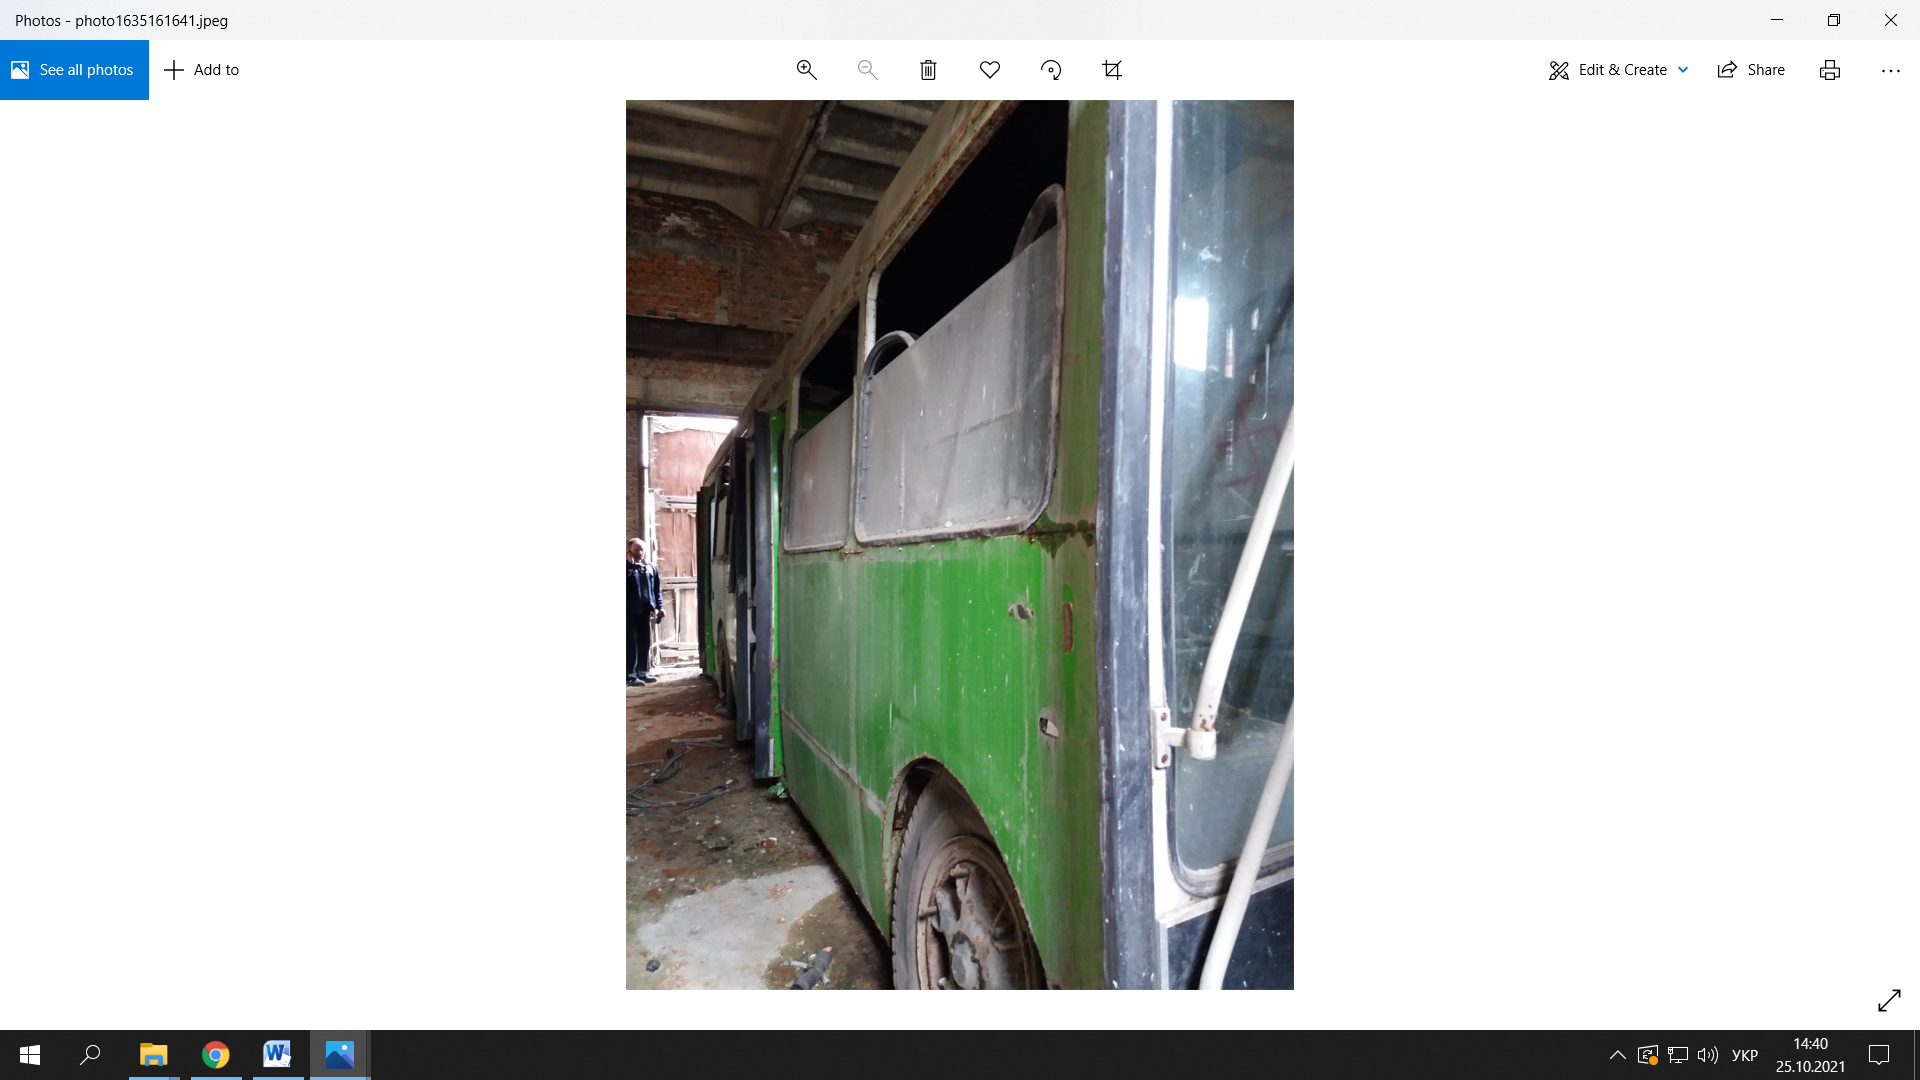 Photos - photo1635161641.jpeg
See all photos
Add to
Edit & Create
Share
УКР
14:40
25.10.2021